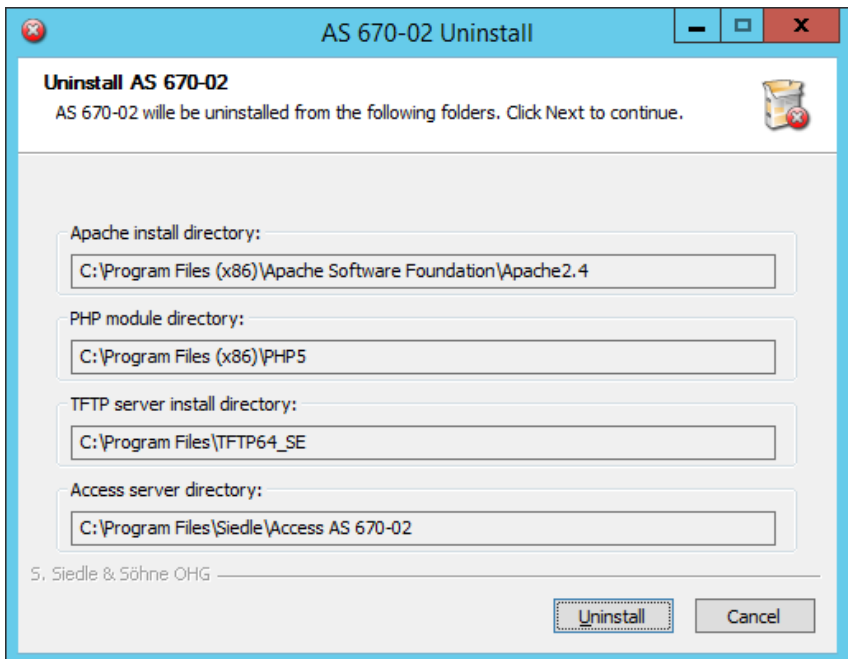 AS 670-02 Uninstall
Uninstall AS 670-02
AS 670-02 wille be uninstalled from the following folders. Click Next to continue.
Apache install directory:
C:\Program Files (x86)\Apache Software Foundation\Apache2.4
PHP module directory:
C:\Program Files (x86)\PHP5
TFTP server install directory:
C:\Program Files\TFTP64_SE
Access server directory:
C:\Program Files\Siedle\Access AS 670-02
S. Siedle & Söhne OHG
Uninstall Cancel